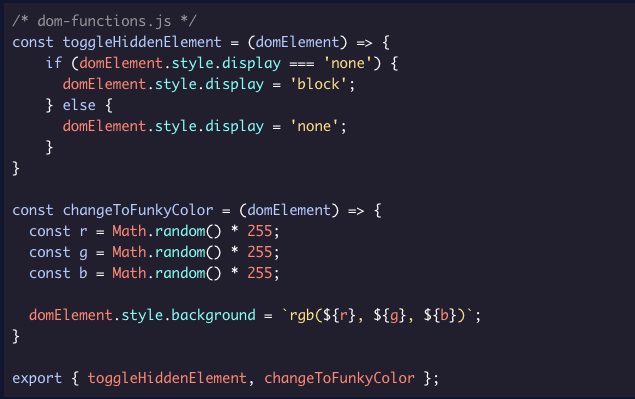 /* dom-functions.js */
const toggleHiddenElement = (domElement) => {
    if (domElement.style.display === 'none') {
      domElement.style.display = 'block';
    } else {
      domElement.style.display = 'none';
    }
}

const changeToFunkyColor = (domElement) => {
  const r = Math.random() * 255;
  const g = Math.random() * 255;
  const b = Math.random() * 255;

  domElement.style.background = `rgb(${r}, ${g}, ${b})`;
}

export { toggleHiddenElement, changeToFunkyColor };